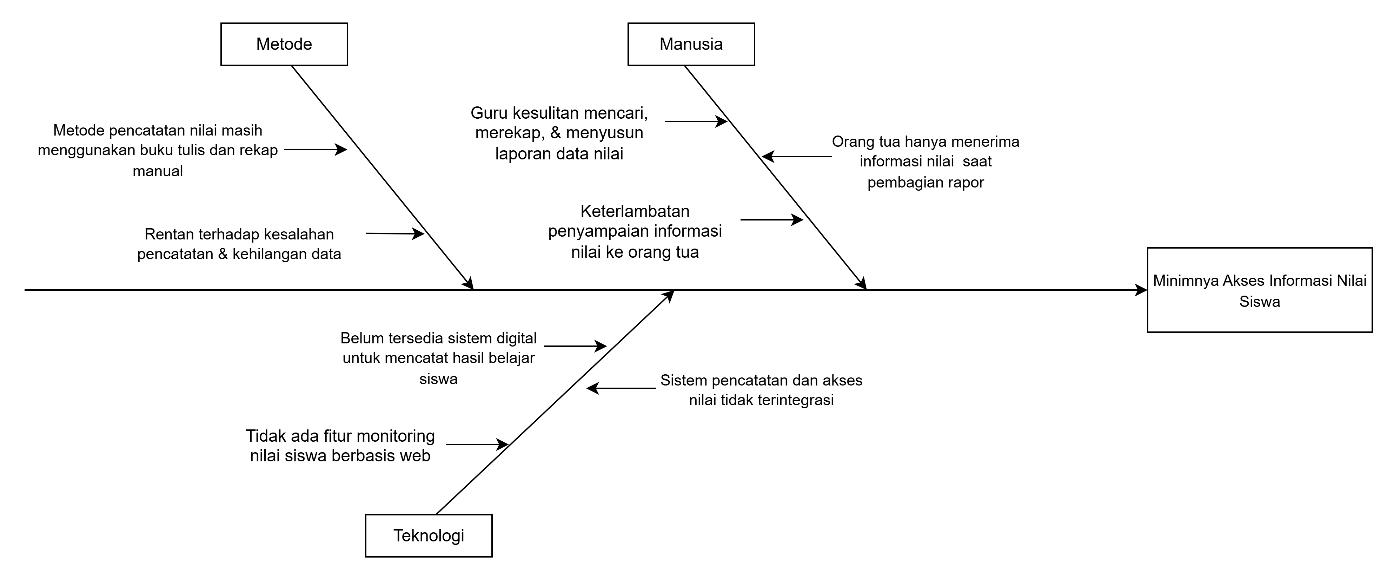 Metode
Manusia
Metode pencatatan nilai masih
menggunakan buku tulis dan rekap
manual
Rentan terhadap kesalahan
pencatatan & kehilangan data
Guru kesulitan mencari,
merekap, & menyusun
laporan data nilai
Orang tua hanya menerima
informasi nilai saat
pembagian rapor
Keterlambatan
penyampaian informasi
nilai ke orang tua
Minimnya Akses Informasi Nilai
Siswa
Belum tersedia sistem digital
untuk mencatat hasil belajar
siswa
Sistem pencatatan dan akses
nilai tidak terintegrasi
Tidak ada fitur monitoring
nilai siswa berbasis web
Teknologi